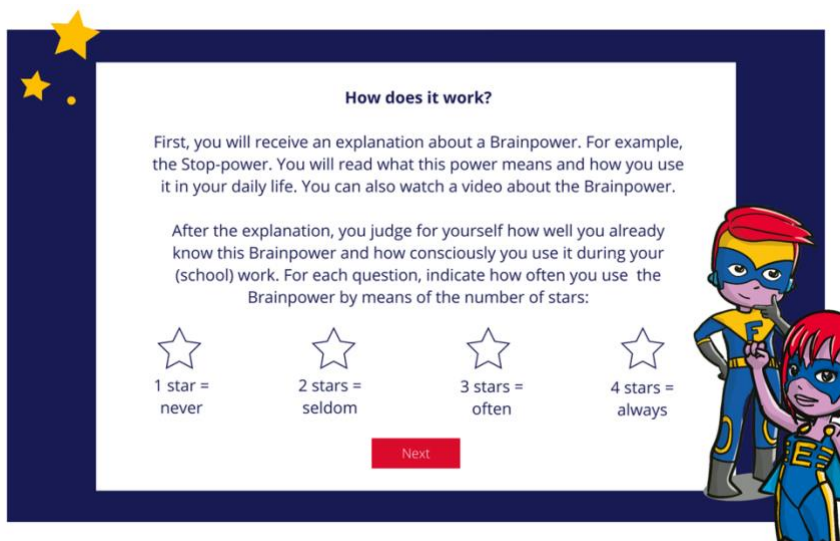 How does it work?
First, you will receive an explanation about a Brainpower. For example,
the Stop-power. You will read what this power means and how you use
it in your daily life. You can also watch a video about the Brainpower.
After the explanation, you judge for yourself how well you already
know this Brainpower and how consciously you use it during your
(school) work. For each question, indicate how often you use the
Brainpower by means of the number of stars:
1 star =
never
2 stars =
seldom
3 stars =
often
4 stars =
always
Next
F
E